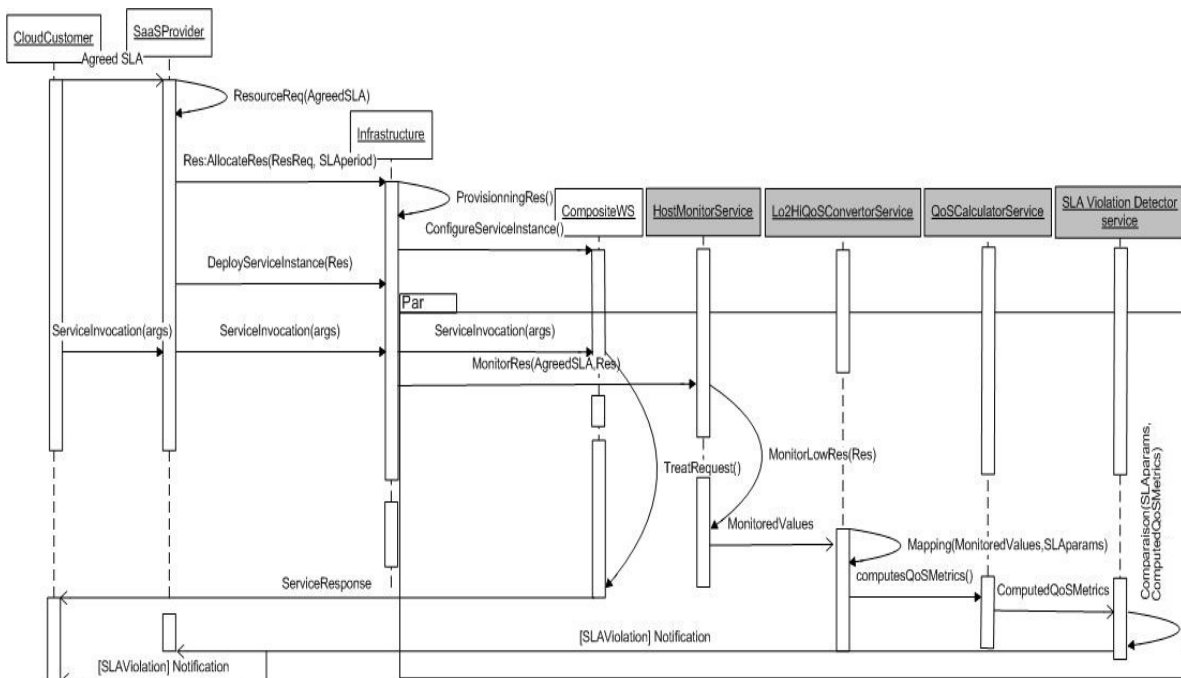 CloudCustomer
SaaSProvider
Agreed SLA
ResourceReq(AgreedSLA)
Infrastructure
Res:AllocateRes(ResReq, SLAperiod)
ProvisionningRes()
CompositeWS
HostMonitorService
Lo2HiQoSConvertorService
QoSCalculatorService
SLA Violation Detector
service
ConfigureServiceInstance()
DeployServiceInstance(Res)
Par
ServiceInvocation(args)
ServiceInvocation(args)
ServiceInvocation(args)
MonitorRes(AgreedSLA,Res)
TreatRequest()
MonitorLowRes(Res)
MonitoredValues
Mapping(MonitoredValues,SLAparams)
Comparaison(SLAparams,
ComputedQoSMetrics)
ServiceResponse
computesQoSMetrics()
ComputedQoSMetrics
[SLAViolation] Notification
[SLAViolation] Notification